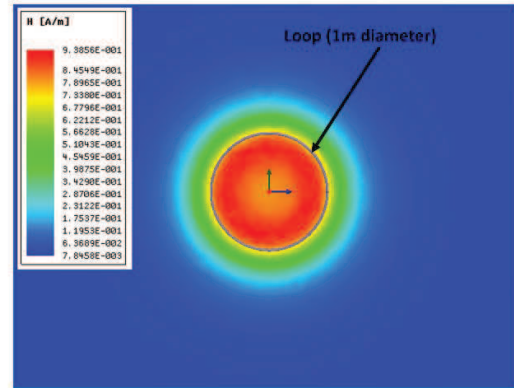 H [A/m]
9.3856E-001
8.4549E-001
7.8965E-001
7.3380E-001
6.7796E-001
6.2212E-001
5.6628E-001
5.1043E-001
4.5459E-001
3.9875E-001
3.4290E-001
2.8706E-001
2.3122E-001
1.7537E-001
1.1953E-001
6.3689E-002
7.8458E-003
Loop (1m diameter)